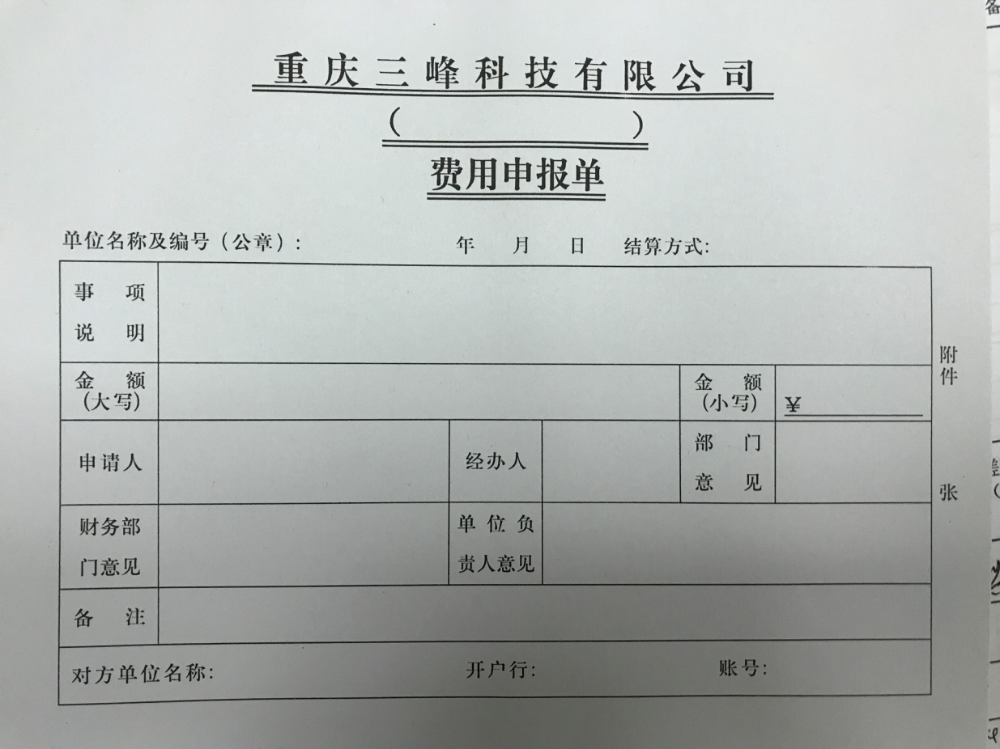 重庆三峰科技有限公司
（ ）
费用申报单
单位名称及编号（公章）： 年 月 日 结算方式：
事项
说明
金额
（大写）
金额
（小写）
¥
申请人
经办人
部门
意见
财务部
门意见
单位负
责人意见
备注
对方单位名称： 开户行： 账号：
附件 张
备